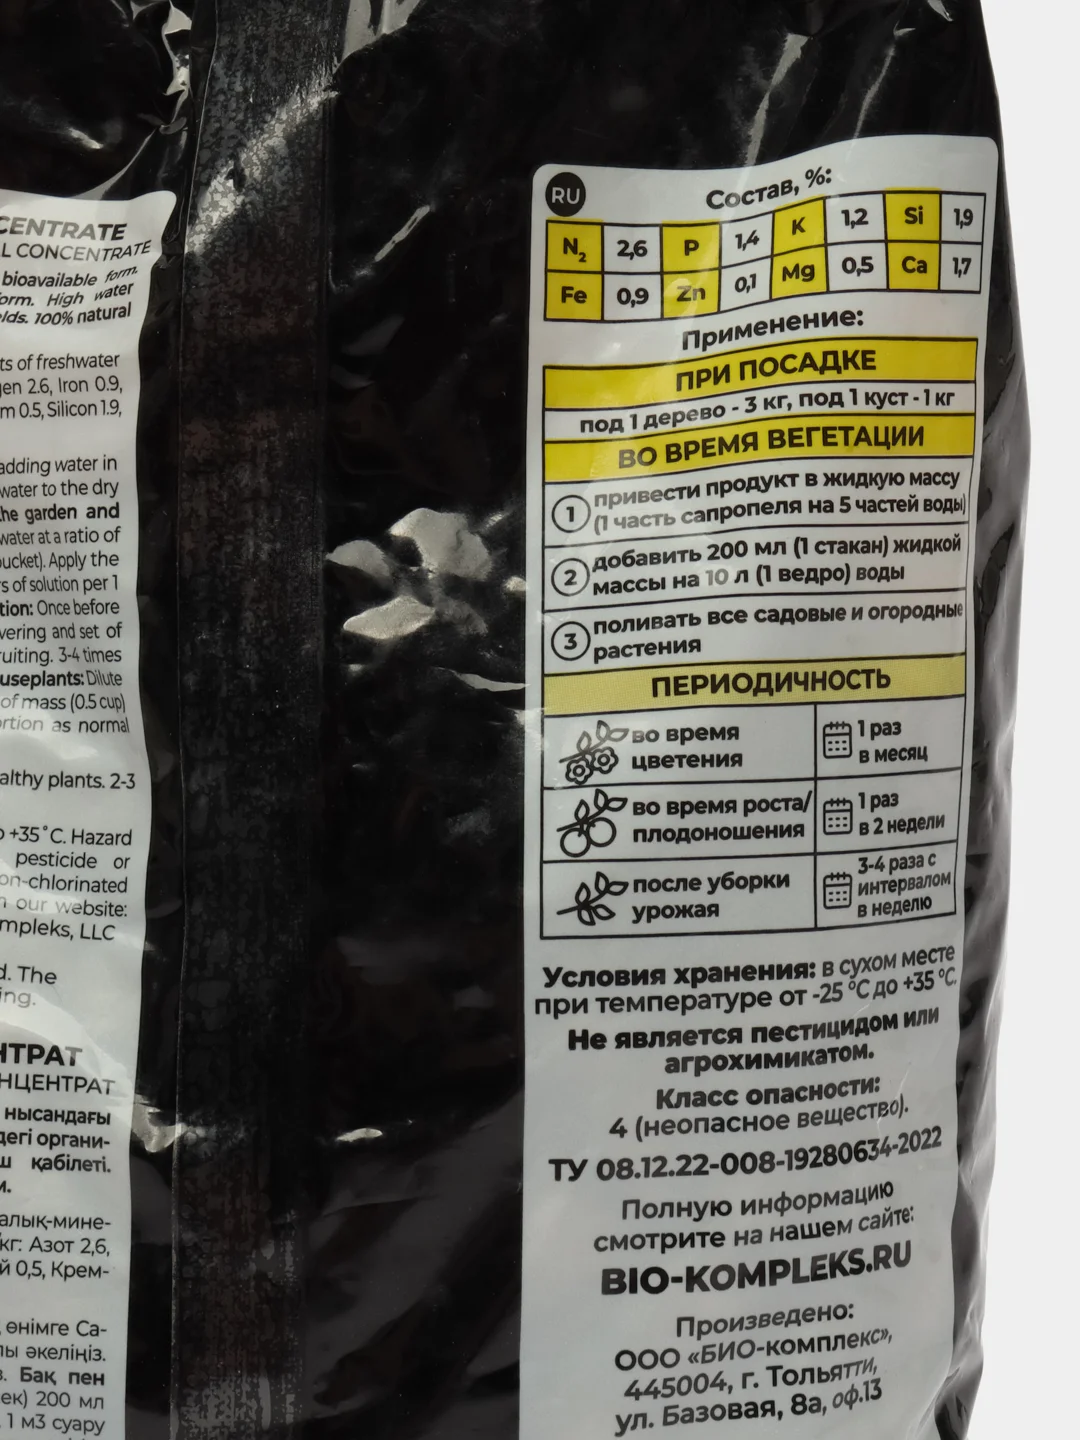 CENTRATE
L CONCENTRATE
bioavailable form.
orm. High water
lds. 100% natural
ts of freshwater
gen 2.6, Iron 0.9,
m 0.5, Silicon 1.9,
adding water in
water to the dry
he garden and
water at a ratio of
bucket). Apply the
rs of solution per 1
tion: Once before
vering and set of
ruiting. 3-4 times
useplants: Dilute
of mass (0.5 cup)
ortion as normal
althy plants. 2-3
o +35°C. Hazard
pesticide or
on-chlorinated
n our website:
mpleks, LLC
d. The
ing.
НТРАТ
НЦЕНТРАТ
нысандағы
дегі органи-
ш қабілеті.
и.
алық-мине-
кг: Азот 2,6,
й 0,5, Крем-
, өнімге Са-
лы әкеліңіз.
з. Бақ пен
ек) 200 мл
1 м3 суару
RU
Состав, %:
N2 2,6 P 1,4 K 1,2 Si 1,9
Fe 0,9 Zn 0,1 Mg 0,5 Ca 1,7
Применение:
ПРИ ПОСАДКЕ
под 1 дерево - 3 кг, под 1 куст - 1 кг
ВО ВРЕМЯ ВЕГЕТАЦИИ
1 привести продукт в жидкую массу
(1 часть сапропеля на 5 частей воды)
2 добавить 200 мл (1 стакан) жидкой
массы на 10 л (1 ведро) воды
3 поливать все садовые и огородные
растения
ПЕРИОДИЧНОСТЬ
во время
цветения
1 раз
в месяц
во время роста/
плодоношения
1 раз
в 2 недели
после уборки
урожая
3-4 раза с
интервалом
в неделю
Условия хранения: в сухом месте
при температуре от -25 °C до +35 °C.
Не является пестицидом или
агрохимикатом.
Класс опасности:
4 (неопасное вещество).
ТУ 08.12.22-008-19280634-2022
Полную информацию
смотрите на нашем сайте:
BIO-KOMPLEKS.RU
Произведено:
ООО «БИО-комплекс»,
445004, г. Тольятти,
ул. Базовая, 8а, оф.13